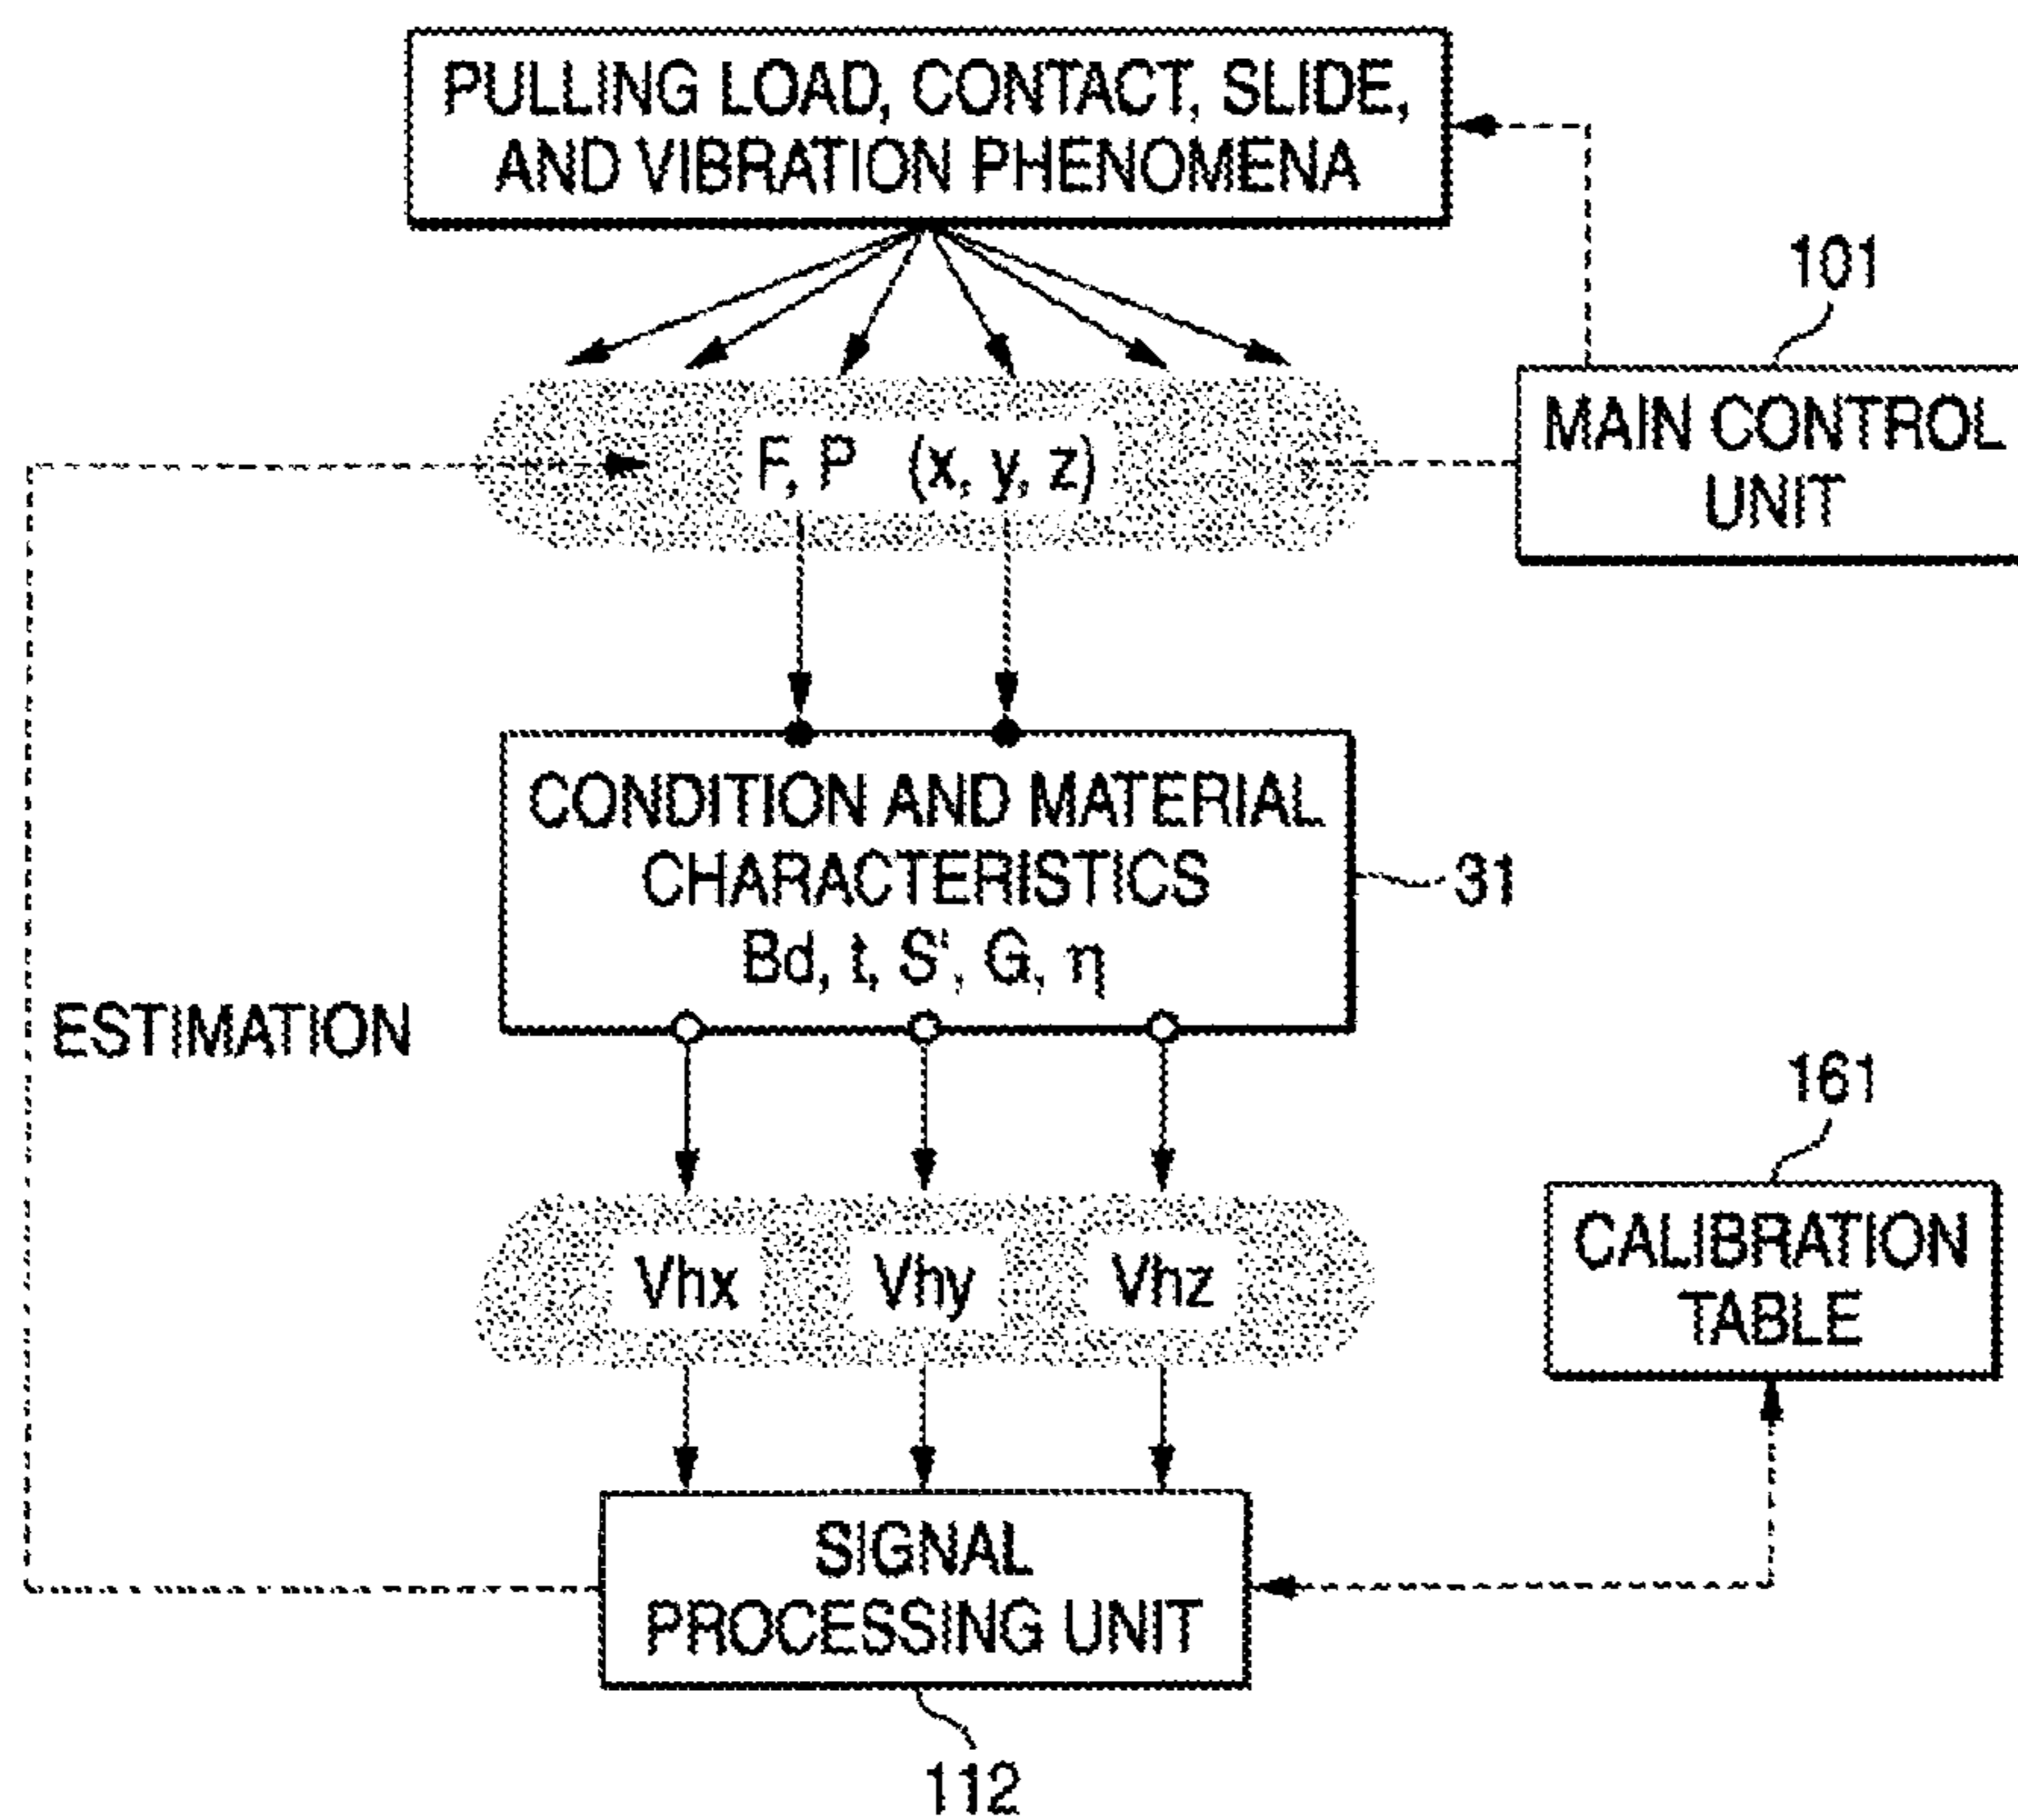 PULLING LOAD, CONTACT, SLIDE,
AND VIBRATION PHENOMENA
101
MAIN CONTROL
UNIT
F, P (x, y, z)
CONDITION AND MATERIAL
CHARACTERISTICS
Bd, t, S', G, η
31
ESTIMATION
161
CALIBRATION
TABLE
Vhx Vhy Vhz
SIGNAL
PROCESSING UNIT
112